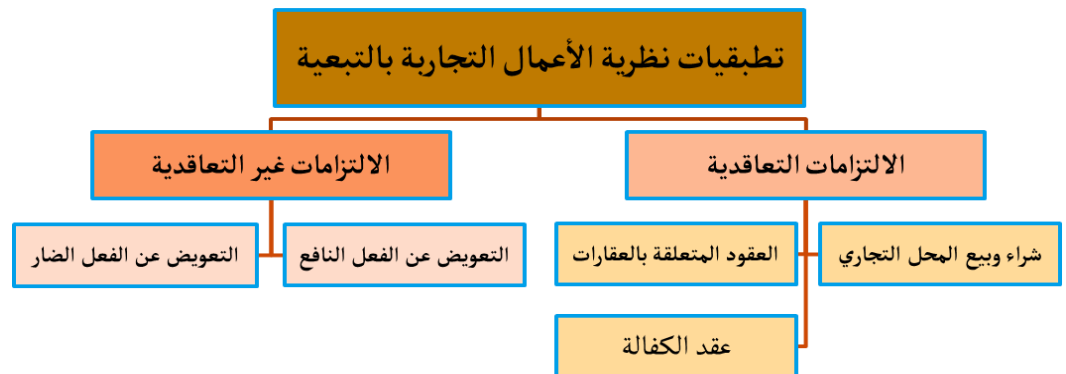 تطبقيات نظرية الأعمال التجارية بالتبعية
الالتزامات التعاقدية
الالتزامات غير التعاقدية
شراء وبيع المحل التجاري
العقود المتعلقة بالعقارات
التعويض عن الفعل النافع
التعويض عن الفعل الضار
عقد الكفالة